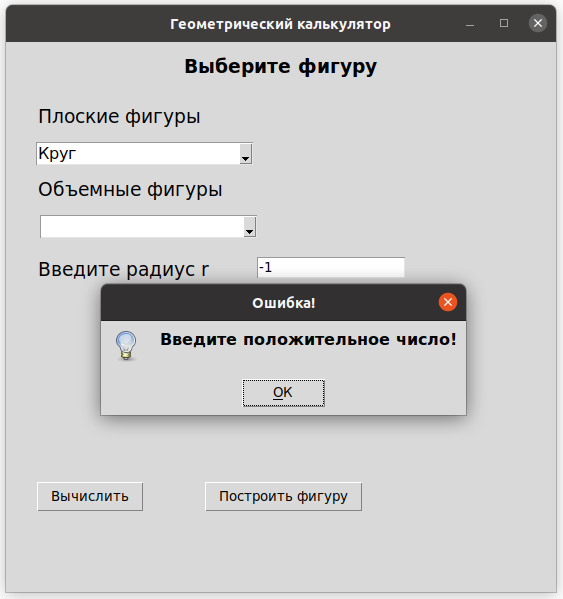 Геометрический калькулятор
Выберите фигуру
Плоские фигуры
Круг
Объемные фигуры
Введите радиус r
-1
Ошибка!
Введите положительное число!
OK
Вычислить
Построить фигуру